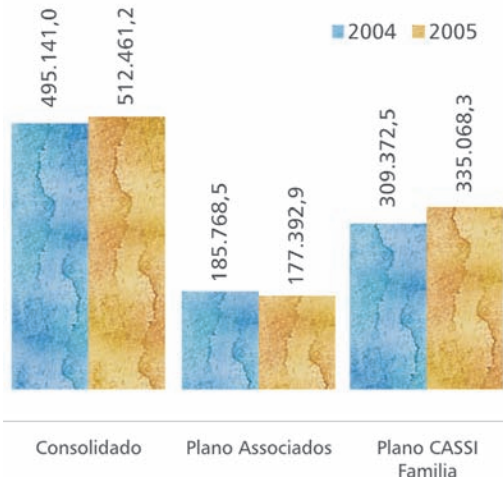 2004 2005
495.141,0
512.461,2
185.768,5
177.392,9
309.372,5
335.068,3
Consolidado
Plano Associados
Plano CASSI
Familia